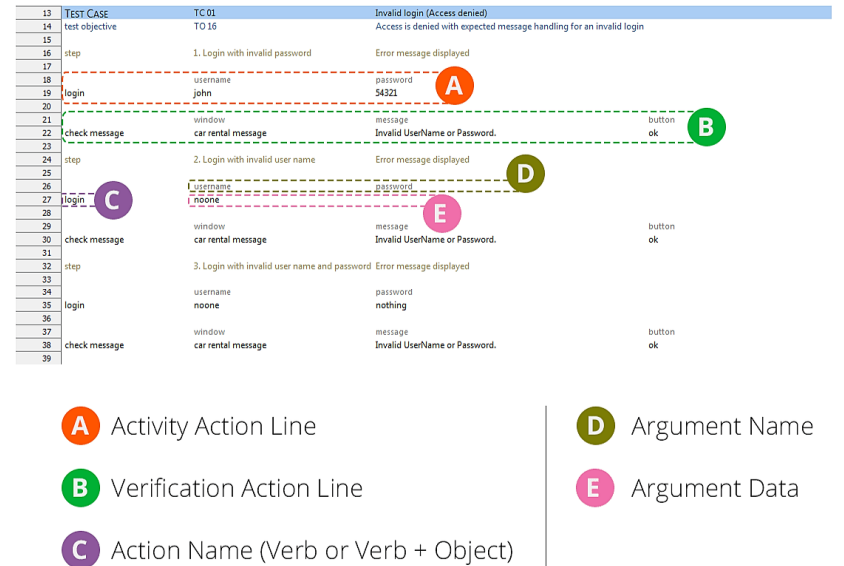 13 TEST CASE TC 01 Invalid login (Access denied)
14 test objective TO 16 Access is denied with expected message handling for an invalid login
15
16 step 1. Login with invalid password Error message displayed
17
18 username password
19 login john 54321
A
20
21 window message button
22 check message car rental message Invalid UserName or Password. ok
B
23
24 step 2. Login with invalid user name Error message displayed
25
D
26 username password
27 login noone
C
E
28
29 window message button
30 check message car rental message Invalid UserName or Password. ok
31
32 step 3. Login with invalid user name and password Error message displayed
33
34 username password
35 login noone nothing
36
37 window message button
38 check message car rental message Invalid UserName or Password. ok
39
A Activity Action Line
B Verification Action Line
C Action Name (Verb or Verb + Object)
D Argument Name
E Argument Data